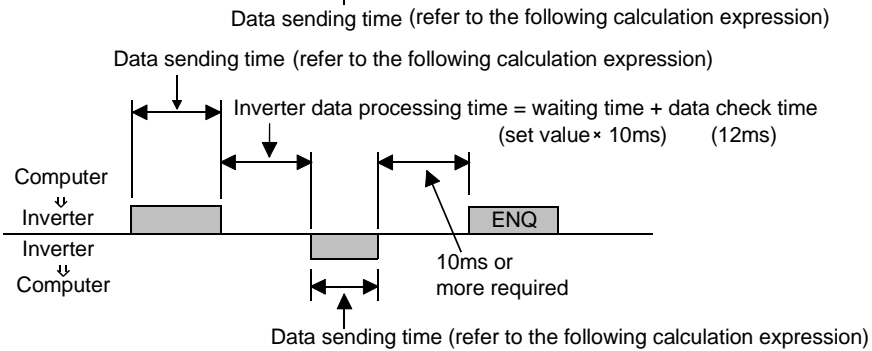 Data sending time (refer to the following calculation expression)
Data sending time (refer to the following calculation expression)
Inverter data processing time = waiting time + data check time
(set value × 10ms) (12ms)
Computer
⇓
Inverter
ENQ
Inverter
⇓
Computer
10ms or
more required
Data sending time (refer to the following calculation expression)